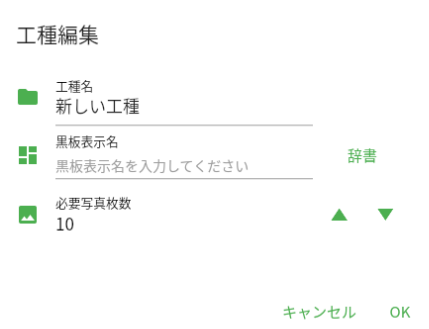 工種編集
工種名
新しい工種
黒板表示名
黒板表示名を入力してください
辞書
必要写真枚数
10
キャンセル
OK